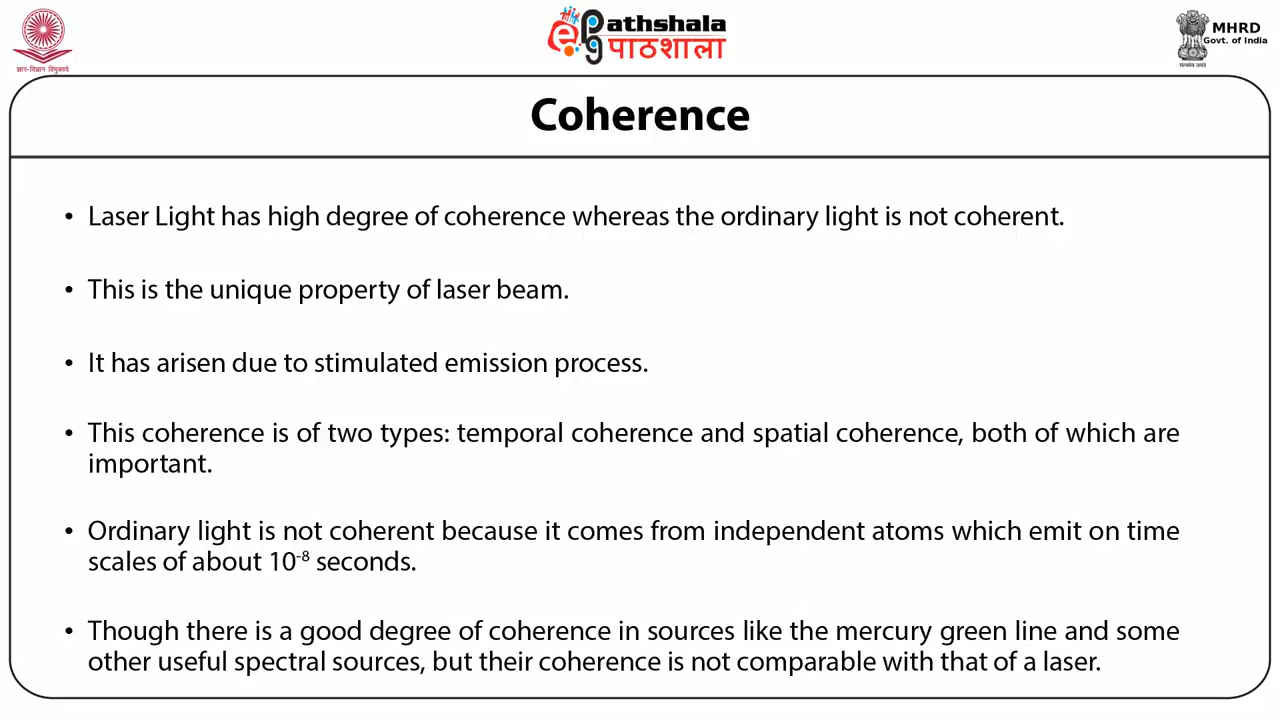 ज्ञान-विज्ञान विमुक्तये
ePathshala
पाठशाला
MHRD
Govt. of India
सत्यमेव जयते
Coherence
• Laser Light has high degree of coherence whereas the ordinary light is not coherent.
• This is the unique property of laser beam.
• It has arisen due to stimulated emission process.
• This coherence is of two types: temporal coherence and spatial coherence, both of which are
important.
• Ordinary light is not coherent because it comes from independent atoms which emit on time
scales of about 10⁻⁸ seconds.
• Though there is a good degree of coherence in sources like the mercury green line and some
other useful spectral sources, but their coherence is not comparable with that of a laser.